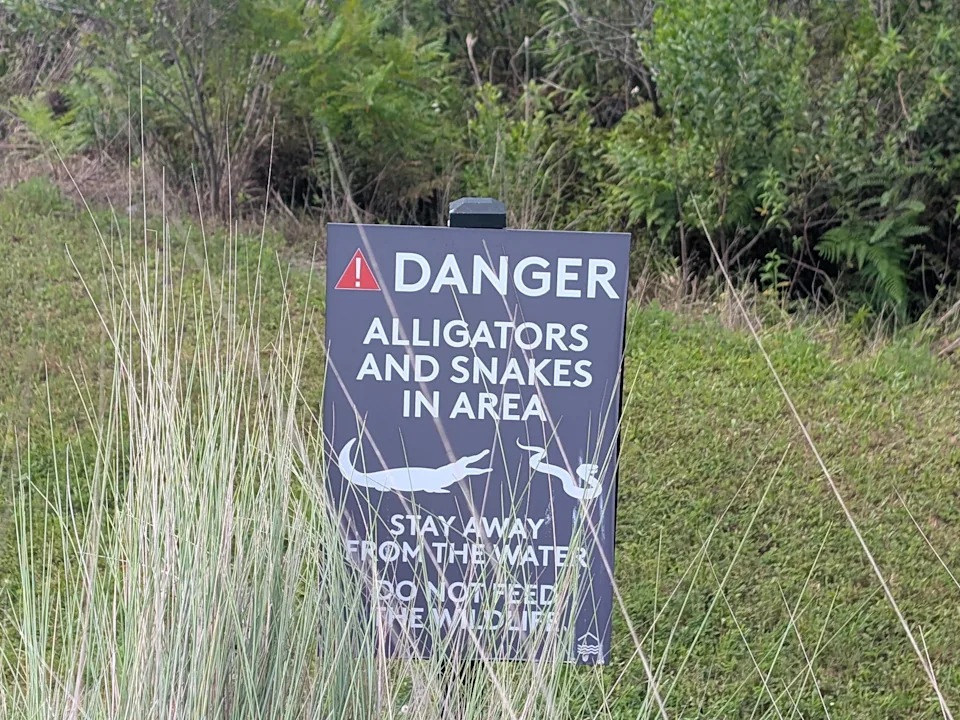 DANGER
ALLIGATORS
AND SNAKES
IN AREA
STAY AWAY
FROM THE WATER
DO NOT FEED
THE WILDLIFE